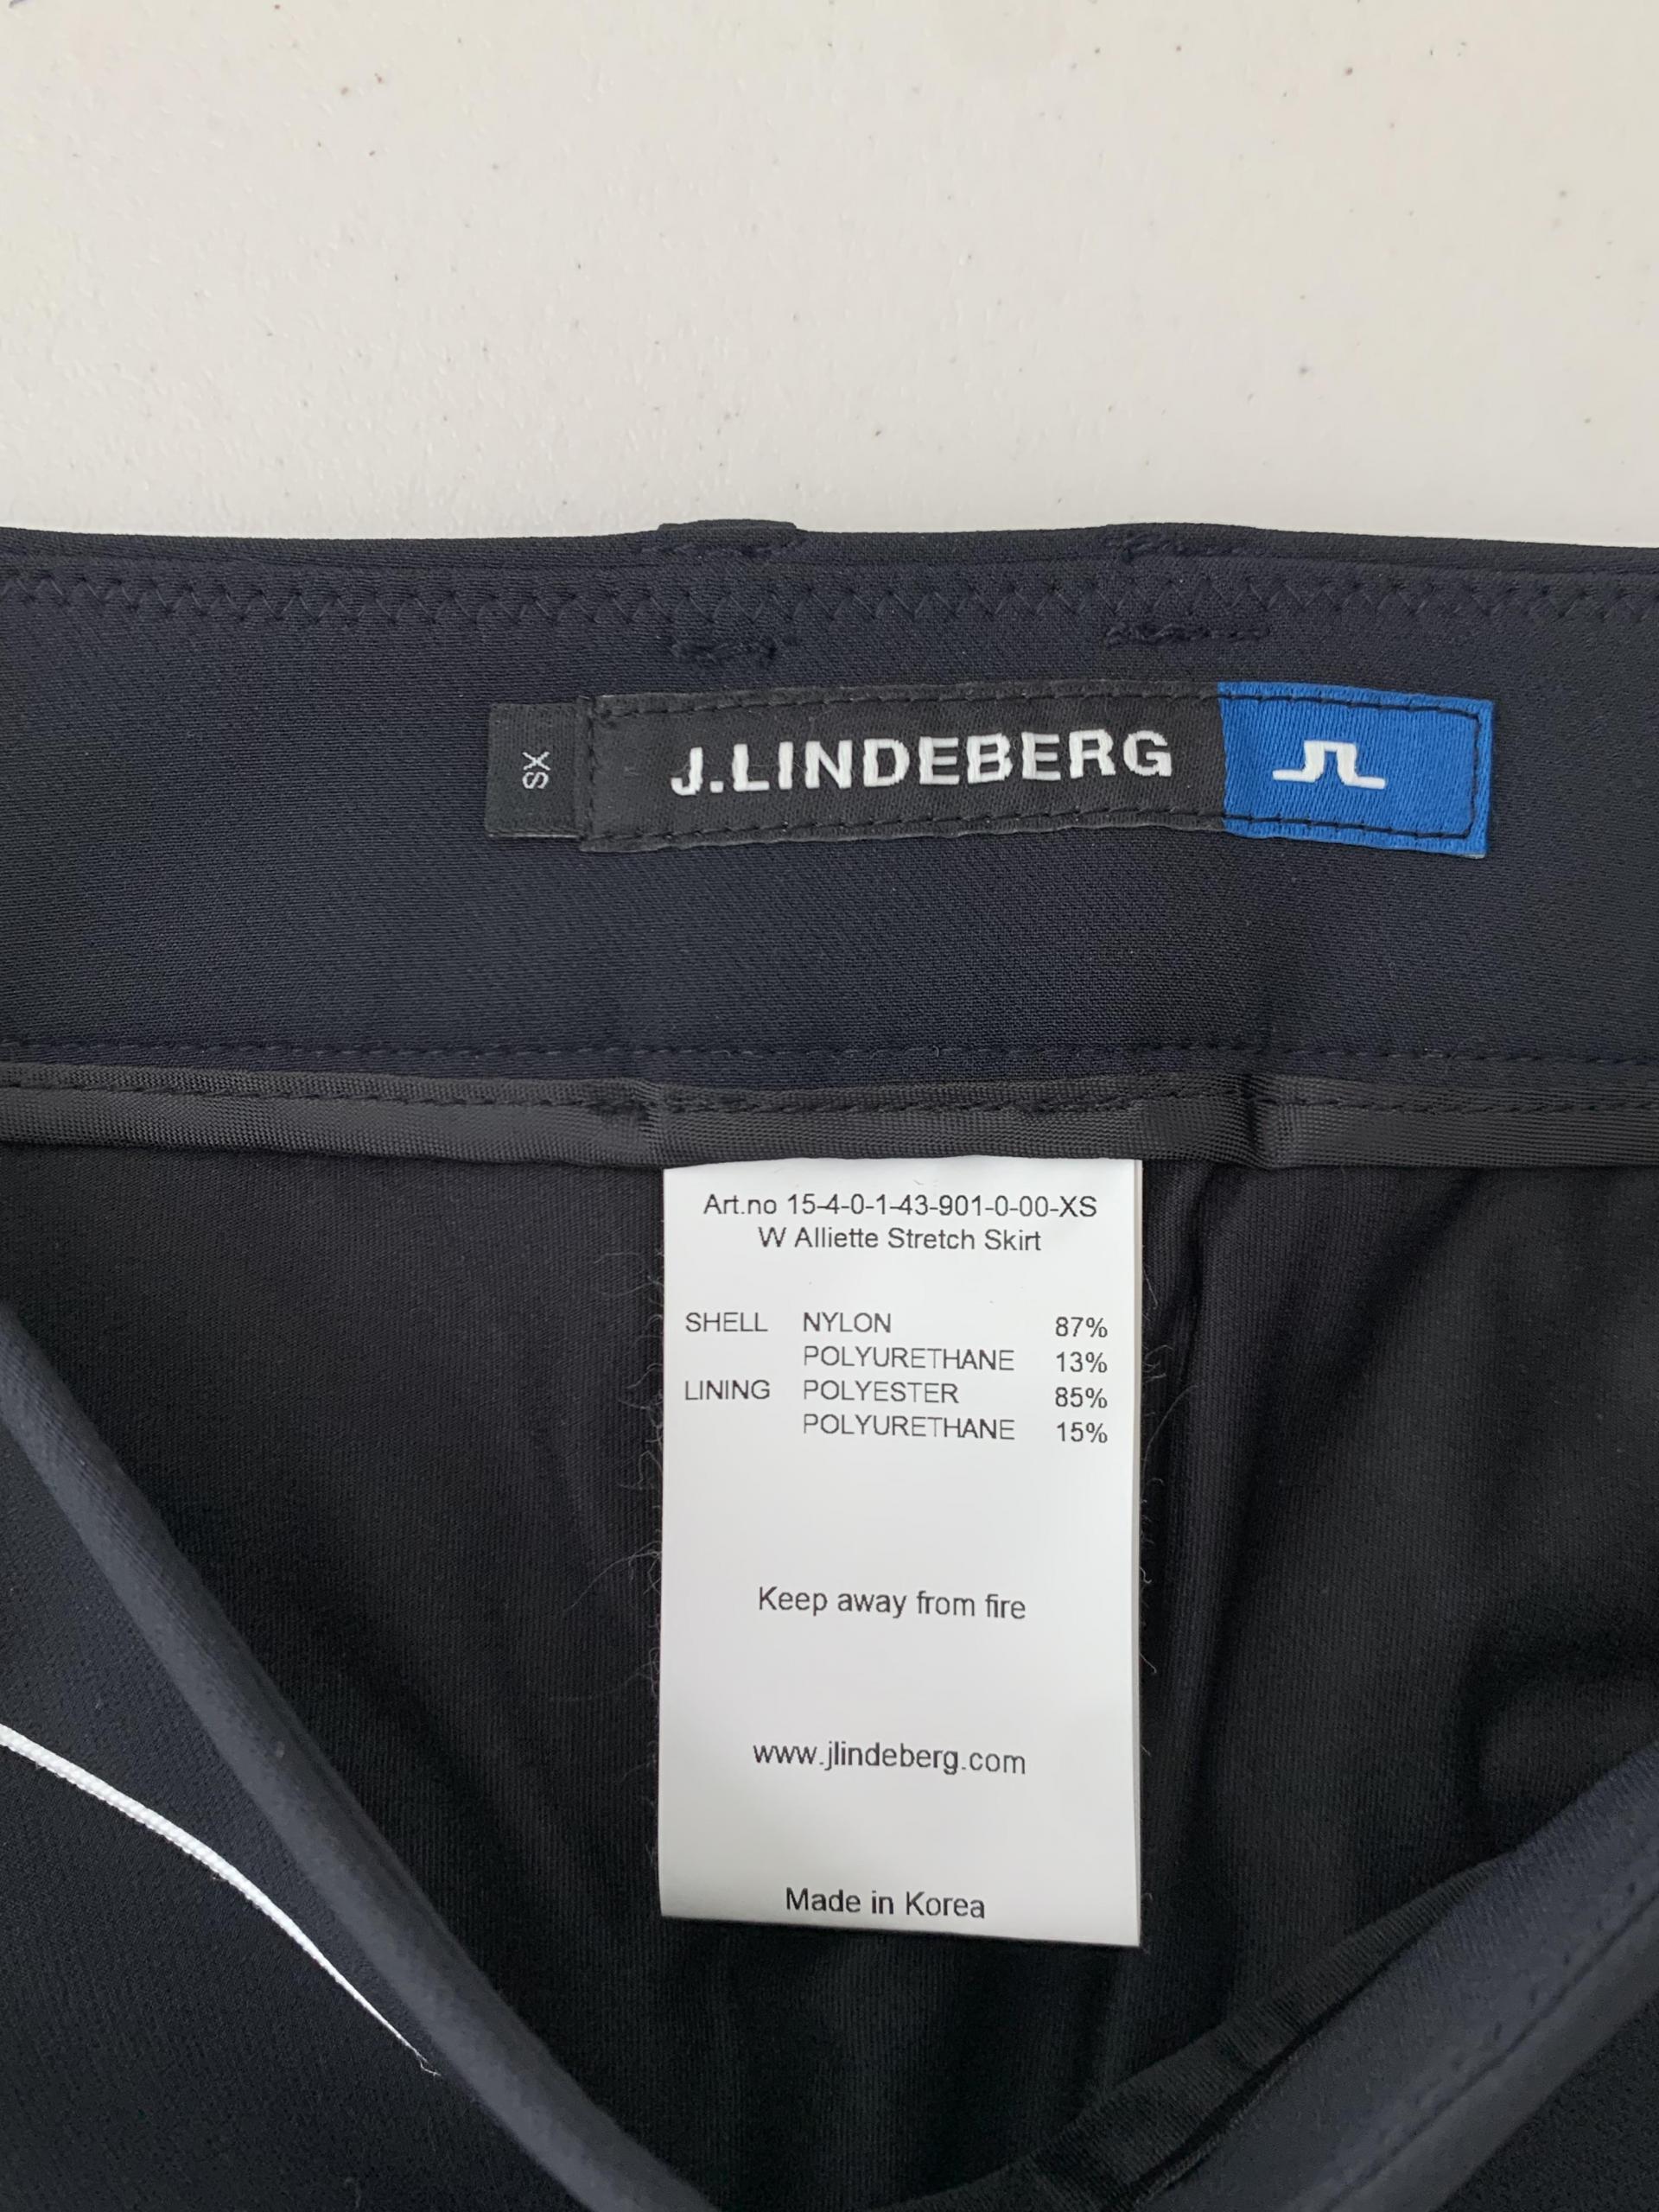 XS
J.LINDEBERG
Art.no 15-4-0-1-43-901-0-00-XS
W Alliette Stretch Skirt
SHELL NYLON 87%
POLYURETHANE 13%
LINING POLYESTER 85%
POLYURETHANE 15%
Keep away from fire
www.jlindeberg.com
Made in Korea